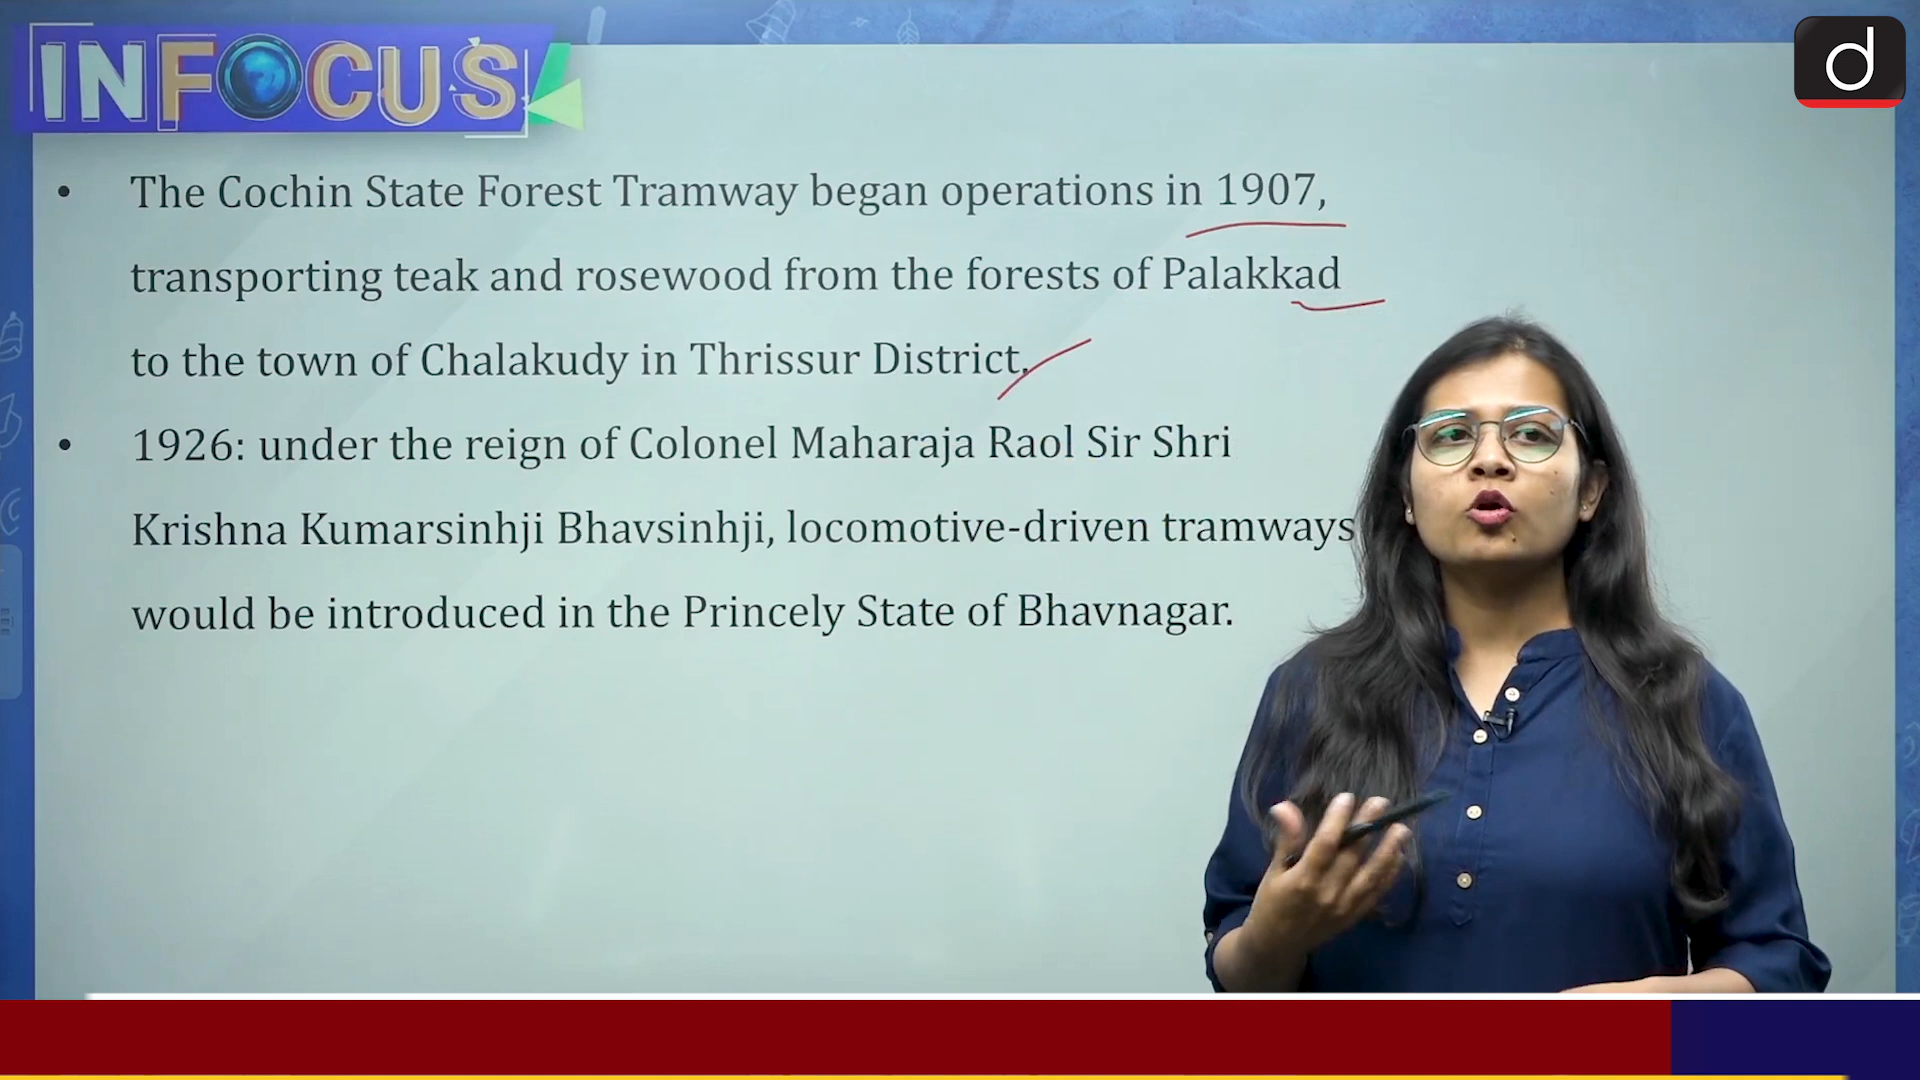 INFOCUS
d
• The Cochin State Forest Tramway began operations in 1907,
transporting teak and rosewood from the forests of Palakkad
to the town of Chalakudy in Thrissur District.
• 1926: under the reign of Colonel Maharaja Raol Sir Shri
Krishna Kumarsinhji Bhavsinhji, locomotive-driven tramways
would be introduced in the Princely State of Bhavnagar.